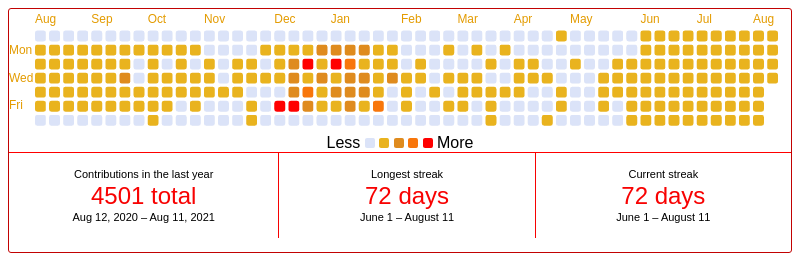 Aug Sep Oct Nov Dec Jan Feb Mar Apr May Jun Jul Aug
Mon
Wed
Fri
Less More
Contributions in the last year
4501 total
Aug 12, 2020 – Aug 11, 2021
Longest streak
72 days
June 1 – August 11
Current streak
72 days
June 1 – August 11